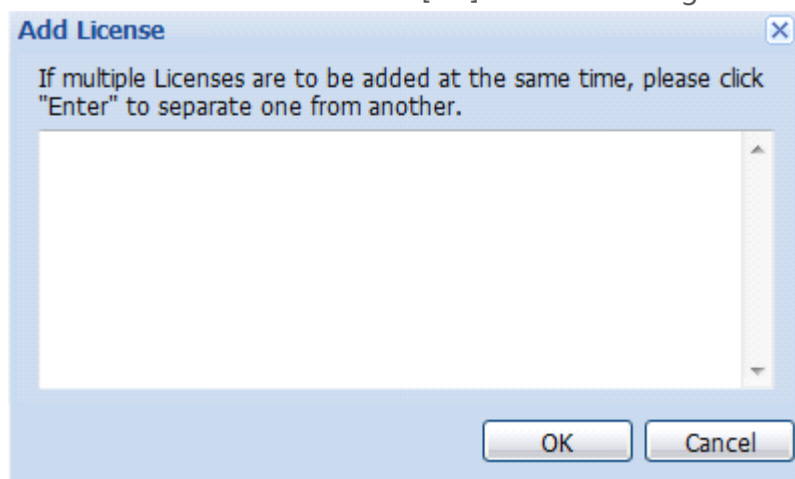 Add License
If multiple Licenses are to be added at the same time, please click
"Enter" to separate one from another.
OK
Cancel